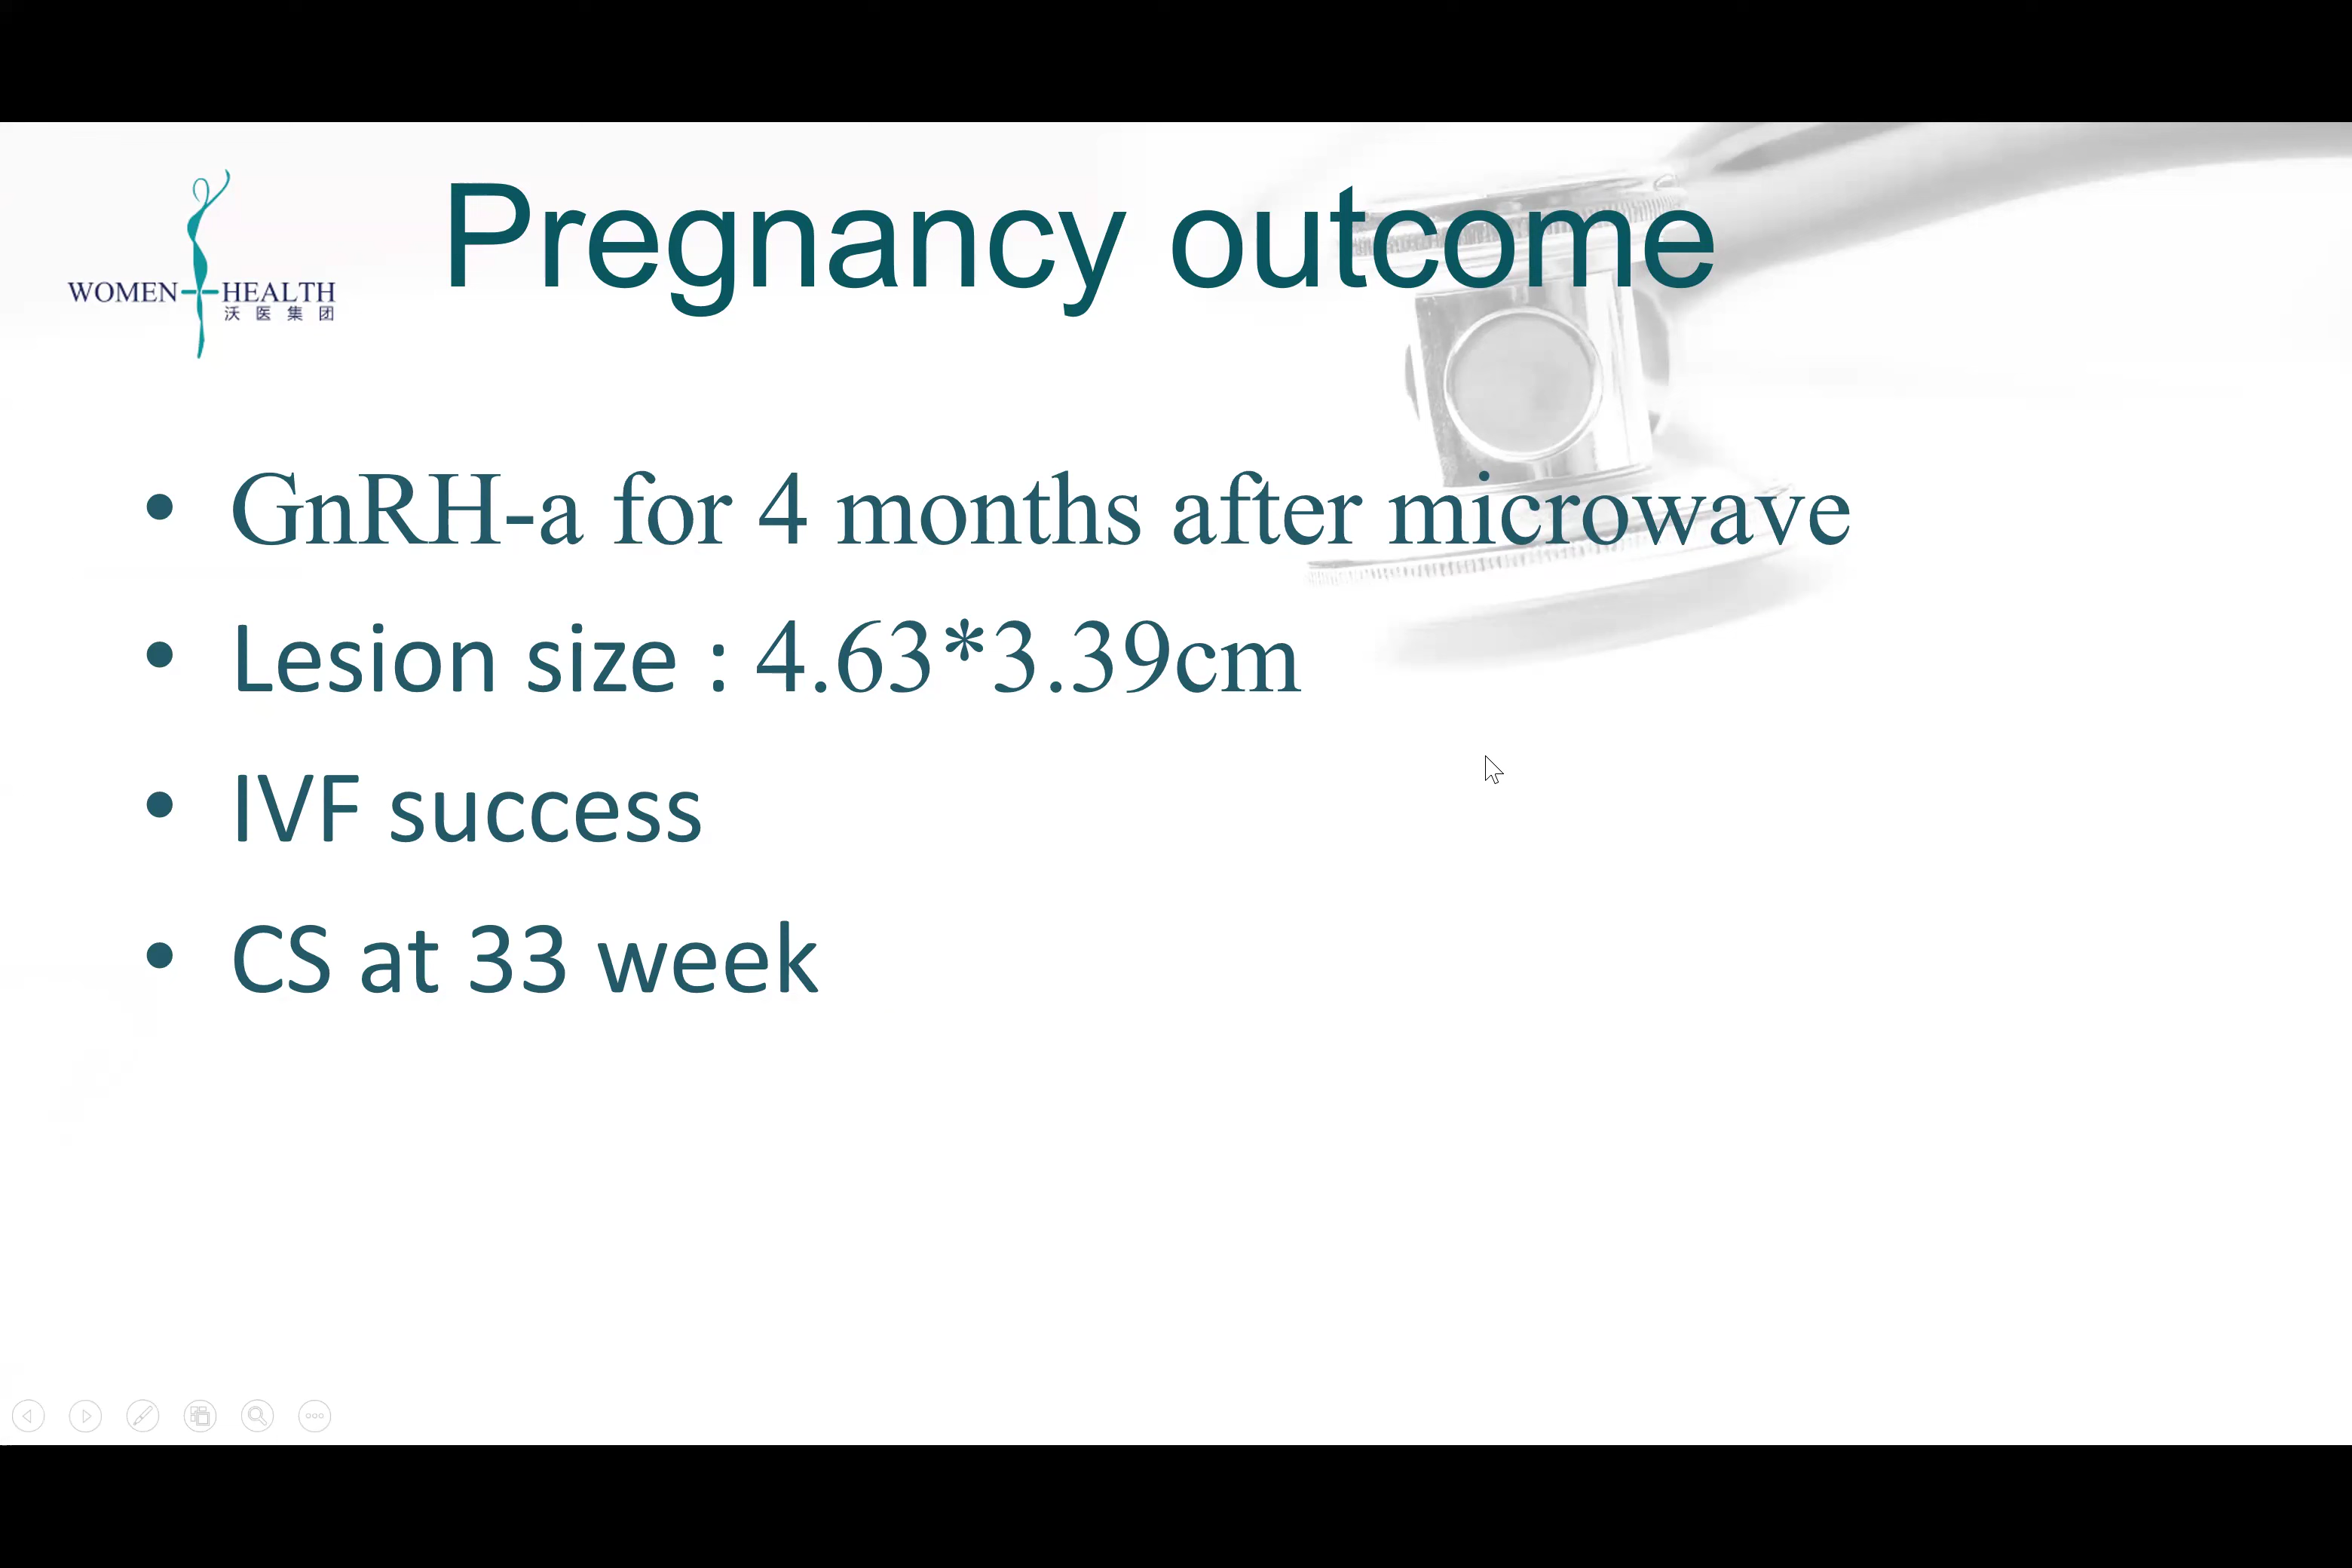 Pregnancy outcome
WOMEN HEALTH
沃医集团
• GnRH-a for 4 months after microwave
• Lesion size : 4.63*3.39cm
• IVF success
• CS at 33 week